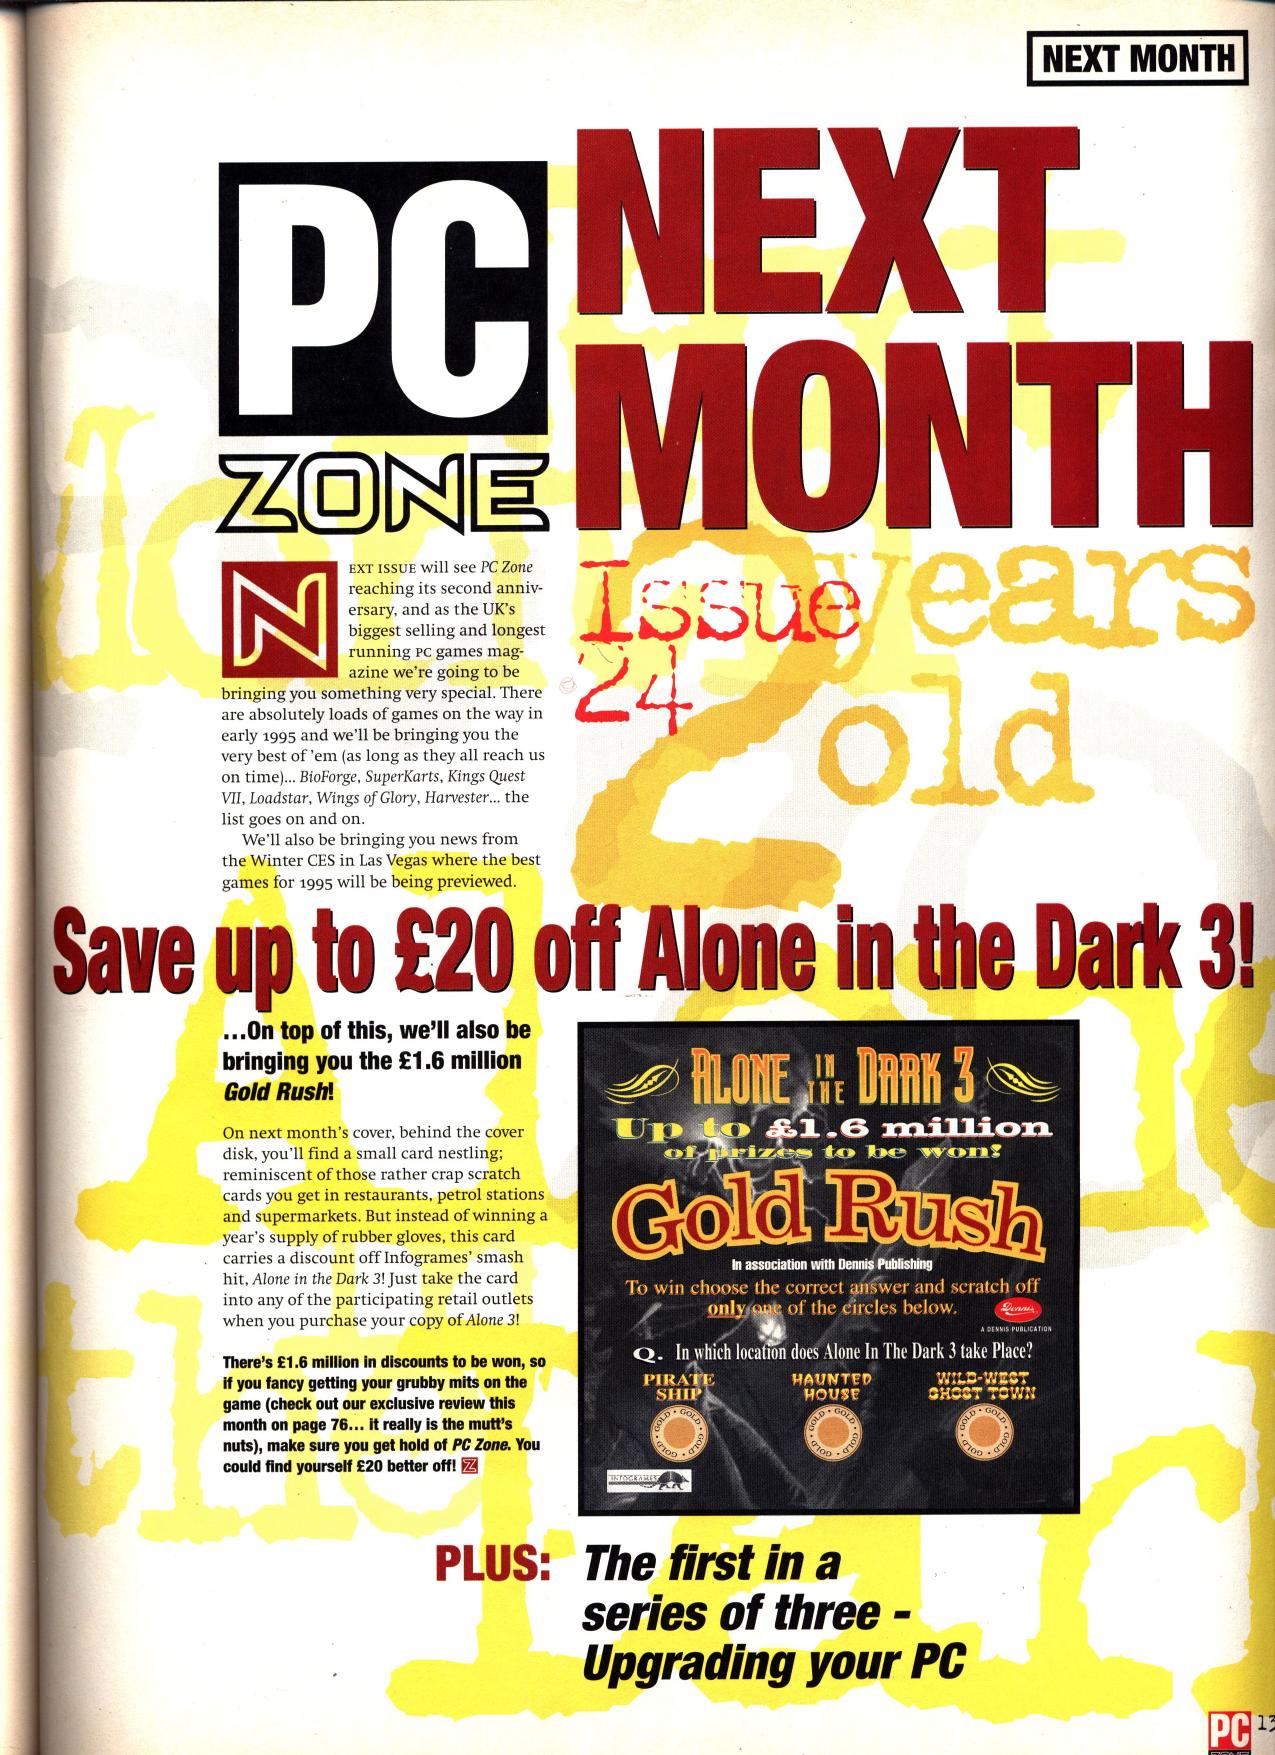 NEXT MONTH
PC
ZONE
NEXT
MONTH
Issue
24
2 years
old
NEXT ISSUE will see PC Zone
reaching its second anniv-
ersary, and as the UK's
biggest selling and longest
running PC games mag-
azine we're going to be
bringing you something very special. There
are absolutely loads of games on the way in
early 1995 and we'll be bringing you the
very best of 'em (as long as they all reach us
on time)... BioForge, SuperKarts, Kings Quest
VII, Loadstar, Wings of Glory, Harvester... the
list goes on and on.
We'll also be bringing you news from
the Winter CES in Las Vegas where the best
games for 1995 will be being previewed.
Save up to £20 off Alone in the Dark 3!
...On top of this, we'll also be
bringing you the £1.6 million
Gold Rush!
On next month's cover, behind the cover
disk, you'll find a small card nestling;
reminiscent of those rather crap scratch
cards you get in restaurants, petrol stations
and supermarkets. But instead of winning a
year's supply of rubber gloves, this card
carries a discount off Infogrames' smash
hit, Alone in the Dark 3! Just take the card
into any of the participating retail outlets
when you purchase your copy of Alone 3!
There's £1.6 million in discounts to be won, so
if you fancy getting your grubby mits on the
game (check out our exclusive review this
month on page 76... it really is the mutt's
nuts), make sure you get hold of PC Zone. You
could find yourself £20 better off! Z
ALONE IN THE DARK 3
Up to £1.6 million
of prizes to be won!
Gold Rush
In association with Dennis Publishing
To win choose the correct answer and scratch off
only one of the circles below.
Dennis
A DENNIS PUBLICATION
Q. In which location does Alone In The Dark 3 take Place?
PIRATE SHIP
HAUNTED HOUSE
WILD-WEST GHOST TOWN
GOLD • GOLD • GOLD • GOLD
GOLD • GOLD • GOLD • GOLD
GOLD • GOLD • GOLD • GOLD
INFOGRAMES
PLUS: The first in a
series of three -
Upgrading your PC
PC
ZONE